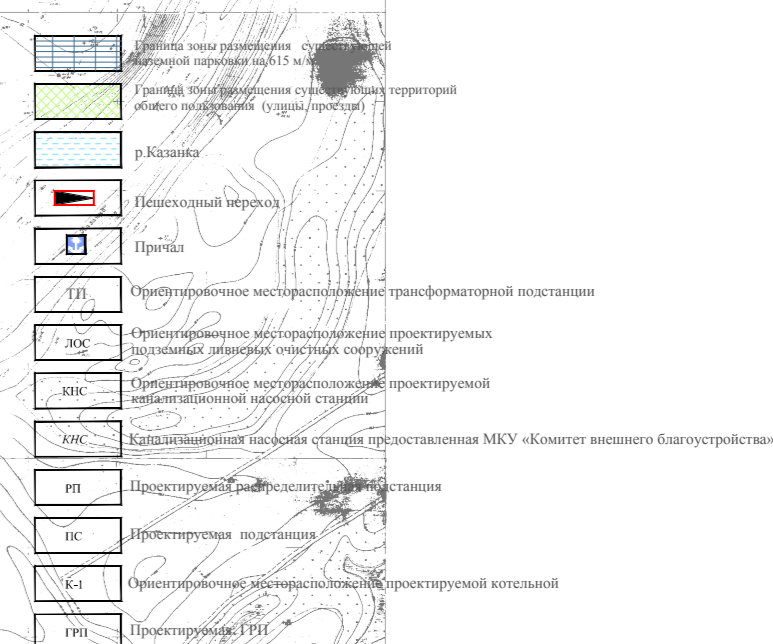 Граница зоны размещения существующей
наземной парковки на 615 м/м
Граница зоны размещения существующих территорий
общего пользования (улицы, проезды)
р.Казанка
Пешеходный переход
Причал
ТП Ориентировочное месторасположение трансформаторной подстанции
ЛОС Ориентировочное месторасположение проектируемых
подземных ливневых очистных сооружений
КНС Ориентировочное месторасположение проектируемой
канализационной насосной станции
КНС Канализационная насосная станция предоставленная МКУ «Комитет внешнего благоустройства»
РП Проектируемая распределительная подстанция
ПС Проектируемая подстанция
К-1 Ориентировочное месторасположение проектируемой котельной
ГРП Проектируемая ГРП